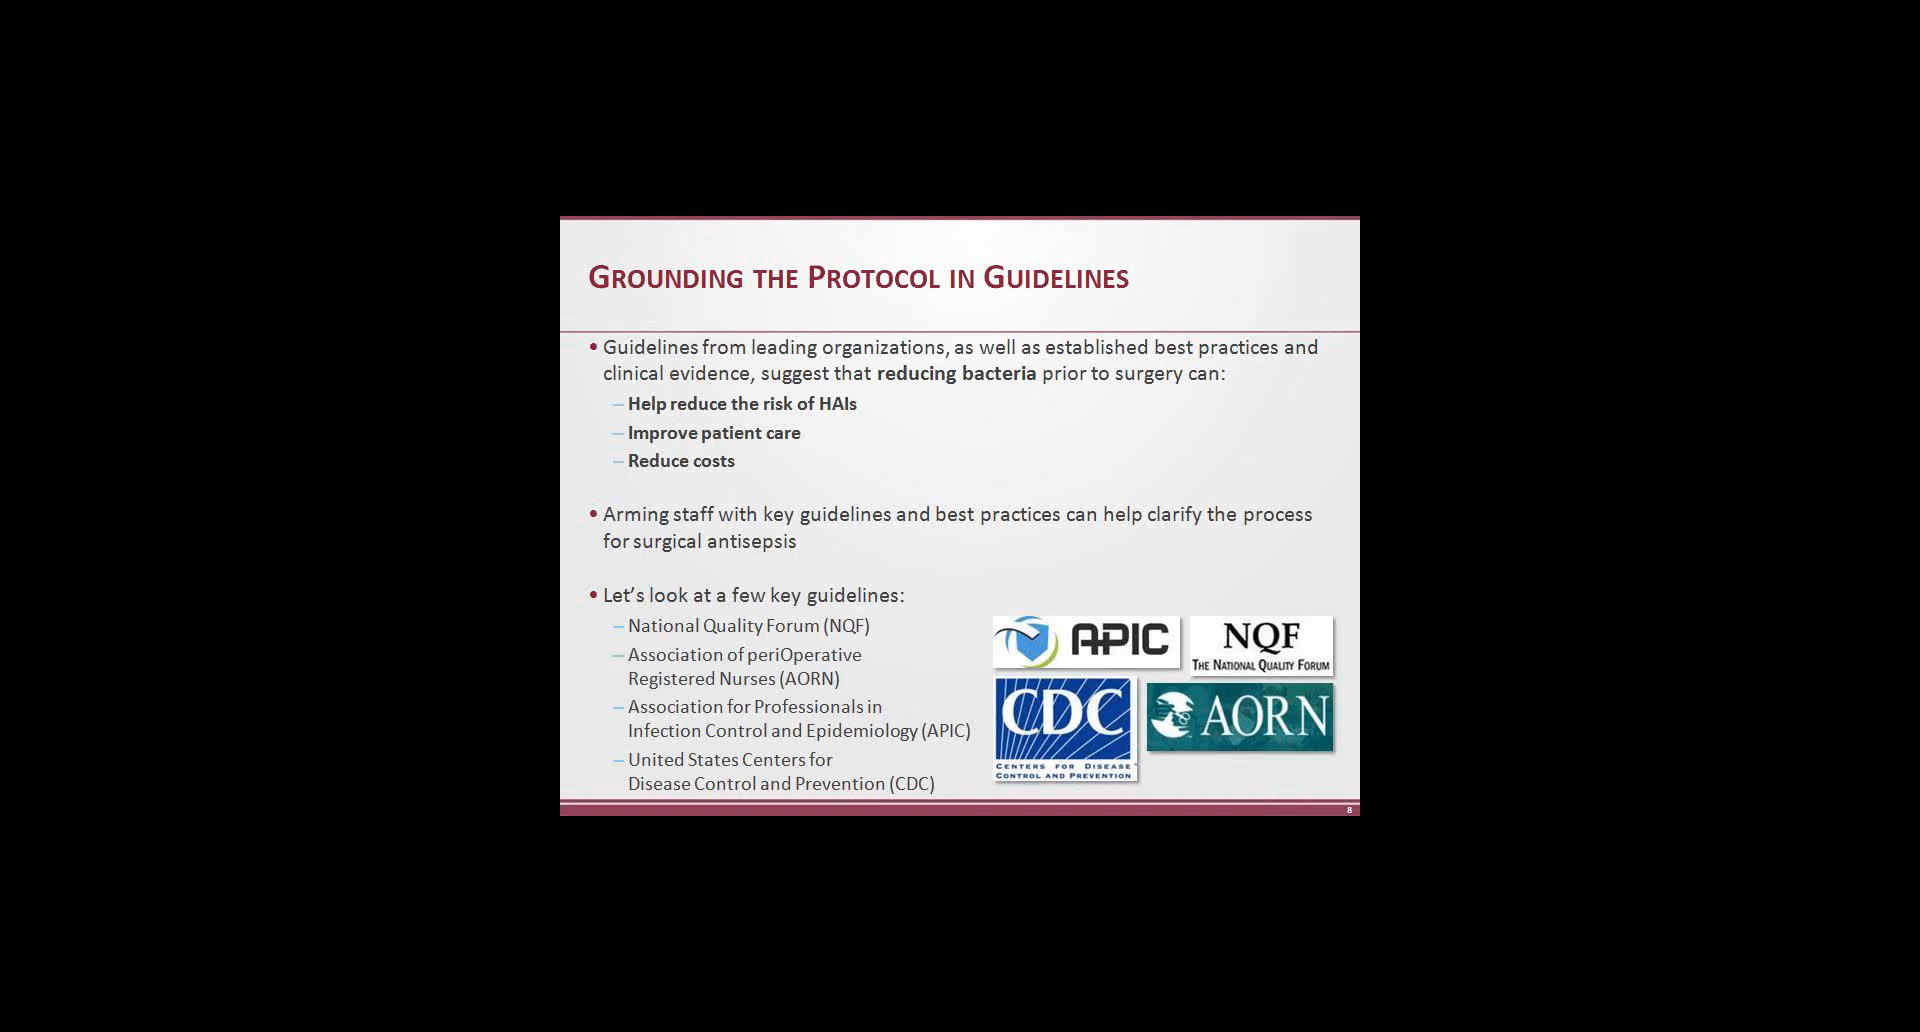 GROUNDING THE PROTOCOL IN GUIDELINES
• Guidelines from leading organizations, as well as established best practices and
clinical evidence, suggest that reducing bacteria prior to surgery can:
– Help reduce the risk of HAIs
– Improve patient care
– Reduce costs
• Arming staff with key guidelines and best practices can help clarify the process
for surgical antisepsis
• Let’s look at a few key guidelines:
– National Quality Forum (NQF)
– Association of periOperative
Registered Nurses (AORN)
– Association for Professionals in
Infection Control and Epidemiology (APIC)
– United States Centers for
Disease Control and Prevention (CDC)
APIC
NQF
THE NATIONAL QUALITY FORUM
CDC
CENTERS FOR DISEASE
CONTROL AND PREVENTION
AORN
8